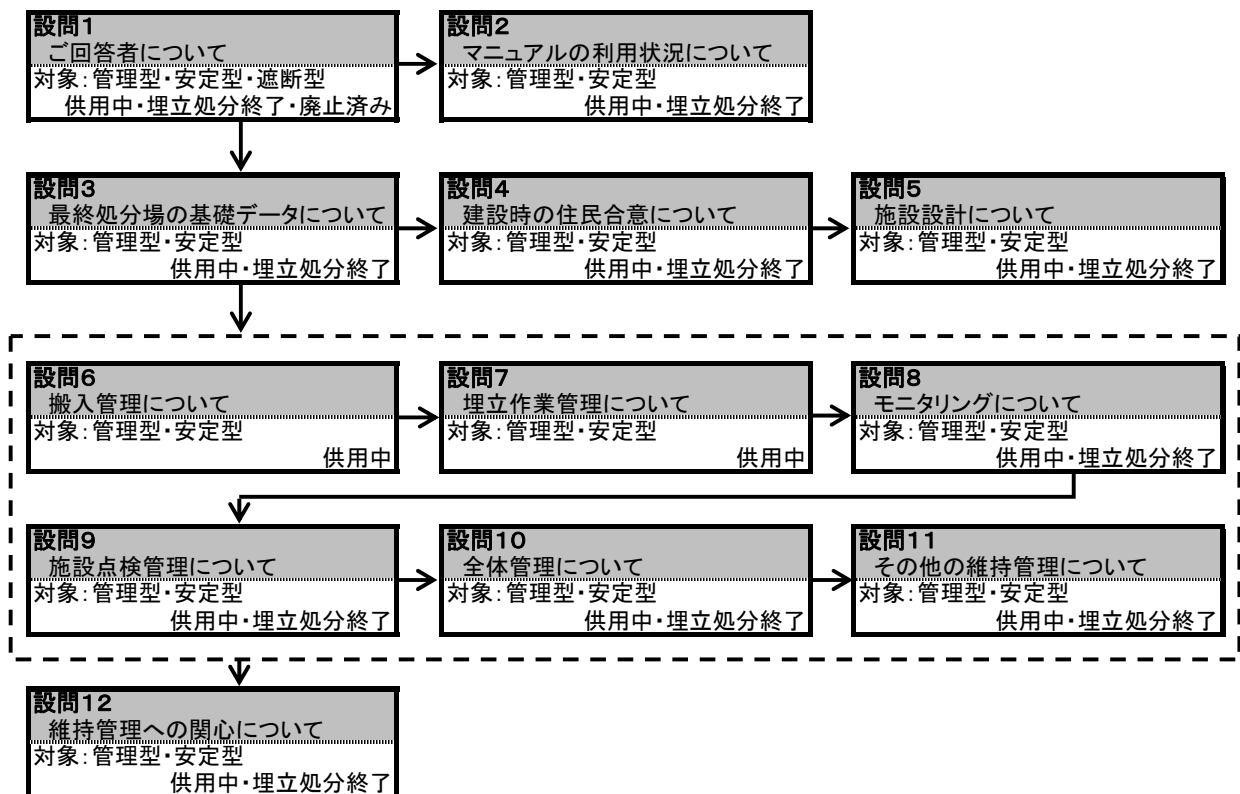 設問1
ご回答者について
対象:管理型・安定型・遮断型
供用中・埋立処分終了・廃止済み
設問2
マニュアルの利用状況について
対象:管理型・安定型
供用中・埋立処分終了
設問3
最終処分場の基礎データについて
対象:管理型・安定型
供用中・埋立処分終了
設問4
建設時の住民合意について
対象:管理型・安定型
供用中・埋立処分終了
設問5
施設設計について
対象:管理型・安定型
供用中・埋立処分終了
設問6
搬入管理について
対象:管理型・安定型
供用中
設問7
埋立作業管理について
対象:管理型・安定型
供用中
設問8
モニタリングについて
対象:管理型・安定型
供用中・埋立処分終了
設問9
施設点検管理について
対象:管理型・安定型
供用中・埋立処分終了
設問10
全体管理について
対象:管理型・安定型
供用中・埋立処分終了
設問11
その他の維持管理について
対象:管理型・安定型
供用中・埋立処分終了
設問12
維持管理への関心について
対象:管理型・安定型
供用中・埋立処分終了